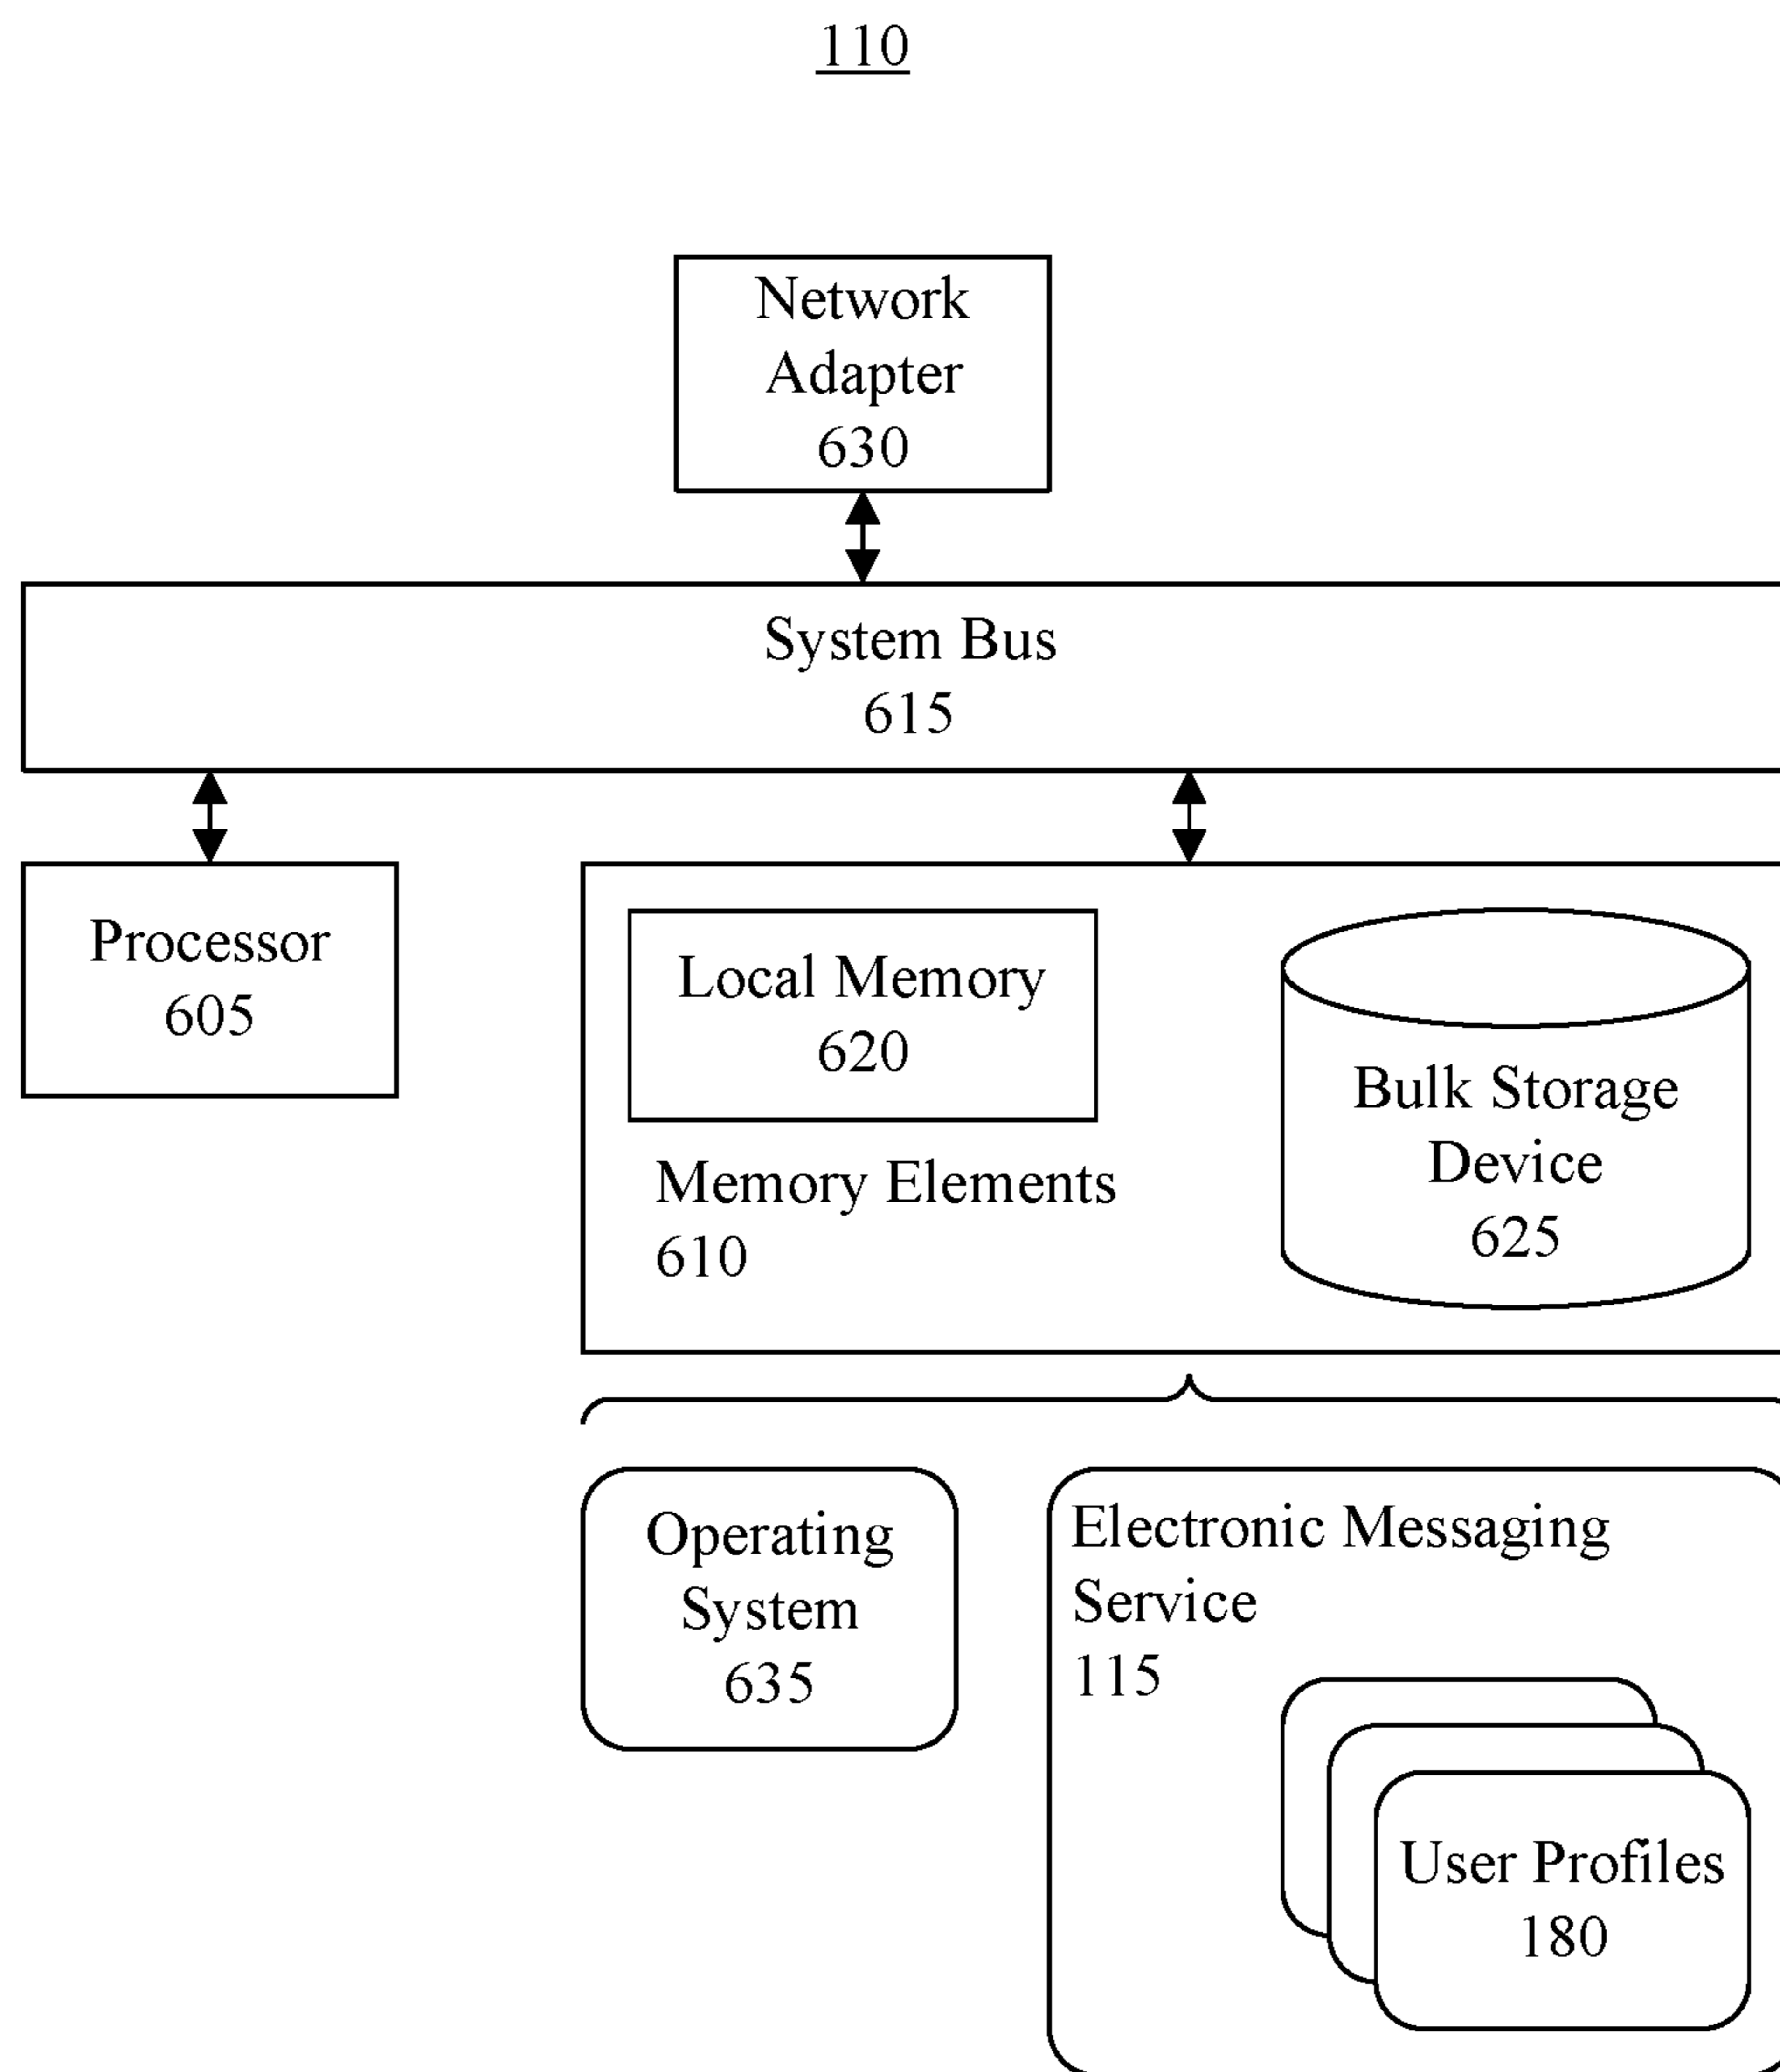 110
Network
Adapter
630
System Bus
615
Processor
605
Local Memory
620
Memory Elements
610
Bulk Storage
Device
625
Operating
System
635
Electronic Messaging
Service
115
User Profiles
180